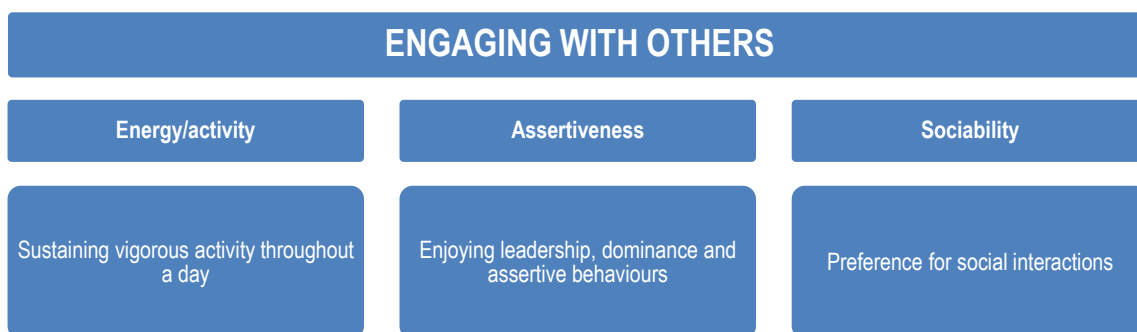 ENGAGING WITH OTHERS
Energy/activity
Assertiveness
Sociability
Sustaining vigorous activity throughout
a day
Enjoying leadership, dominance and
assertive behaviours
Preference for social interactions